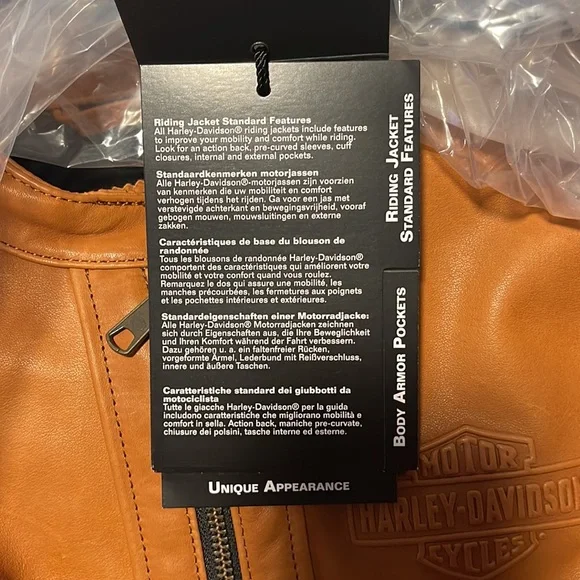 Riding Jacket Standard Features
All Harley-Davidson® riding jackets include features
to improve your mobility and comfort while riding.
Look for an action back, pre-curved sleeves, cuff
closures, internal and external pockets.
Standaardkenmerken motorjassen
Alle Harley-Davidson®-motorjassen zijn voorzien
van kenmerken die uw mobiliteit en comfort
verhogen tijdens het rijden. Ga voor een jas met
verstevigde achterkant en bewegingsvrijheid, vooraf
gebogen mouwen, mouwsluitingen en externe
zakken.
Caractéristiques de base du blouson de
randonnée
Tous les blousons de randonnée Harley-Davidson®
comportent des caractéristiques qui améliorent votre
mobilité et votre confort quand vous roulez.
Remarquez le dos qui assure une mobilité, les
manches précourbées, les fermetures aux poignets
et les pochettes intérieures et extérieures.
Standardeigenschaften einer Motorradjacke:
Alle Harley-Davidson® Motorradjacken zeichnen
sich durch Eigenschaften aus, die Ihre Beweglichkeit
und Ihren Komfort während der Fahrt verbessern.
Dazu gehören u. a. ein faltenfreier Rücken,
vorgeformte Ärmel, Lederbund mit Reißverschluss,
innere und äußere Taschen.
Caratteristiche standard dei giubbotti da
motociclista
Tutte le giacche Harley-Davidson® per la guida
includono caratteristiche che migliorano mobilità e
comfort in sella. Action back, maniche pre-curvate,
chiusure dei polsini, tasche interne ed esterne.
Riding Jacket
Standard Features
Body Armor Pockets
Unique Appearance
MOTOR
HARLEY-DAVIDSON
CYCLES